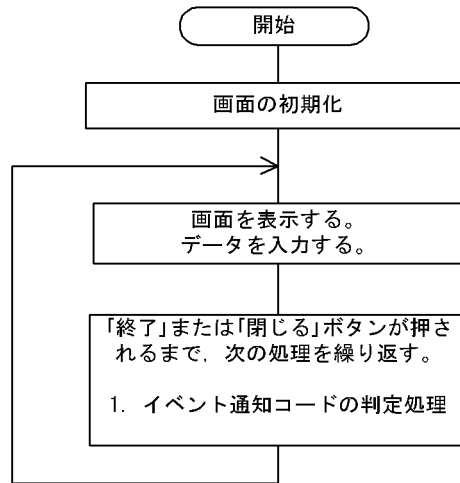 開始
画面の初期化
画面を表示する。
データを入力する。
｢終了｣または｢閉じる｣ボタンが押さ
れるまで，次の処理を繰り返す。
1. イベント通知コードの判定処理